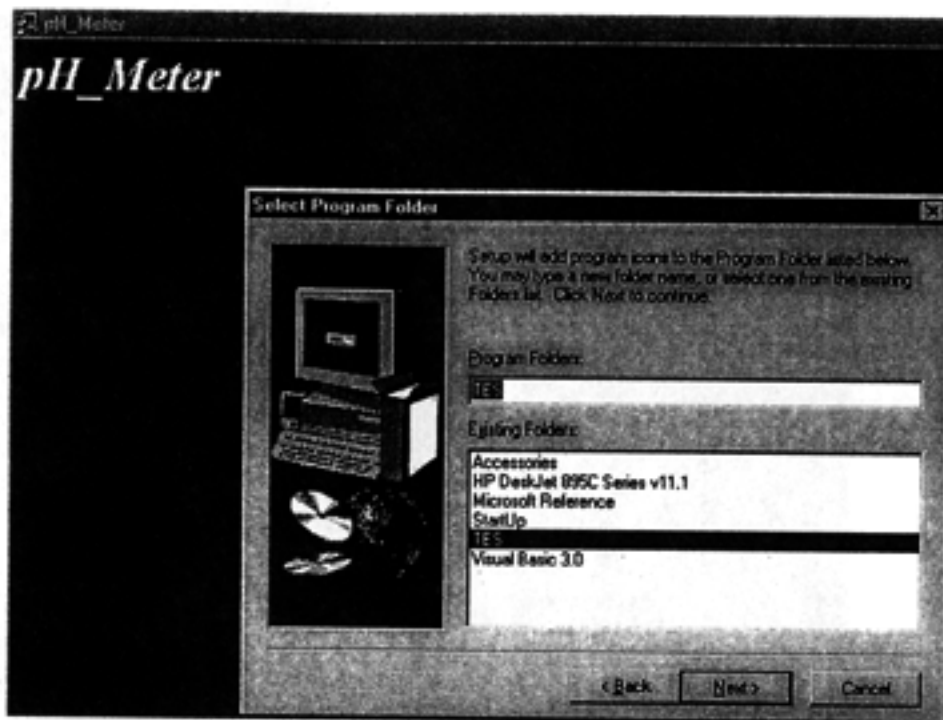 pH_Meter
pH_Meter
Select Program Folder
Setup will add program icons to the Program Folder listed below.
You may type a new folder name, or select one from the existing
Folders list. Click Next to continue.
Program Folders:
TES
Existing Folders:
Accessories
HP DeskJet 895C Series v11.1
Microsoft Reference
StartUp
TES
Visual Basic 3.0
< Back
Next >
Cancel